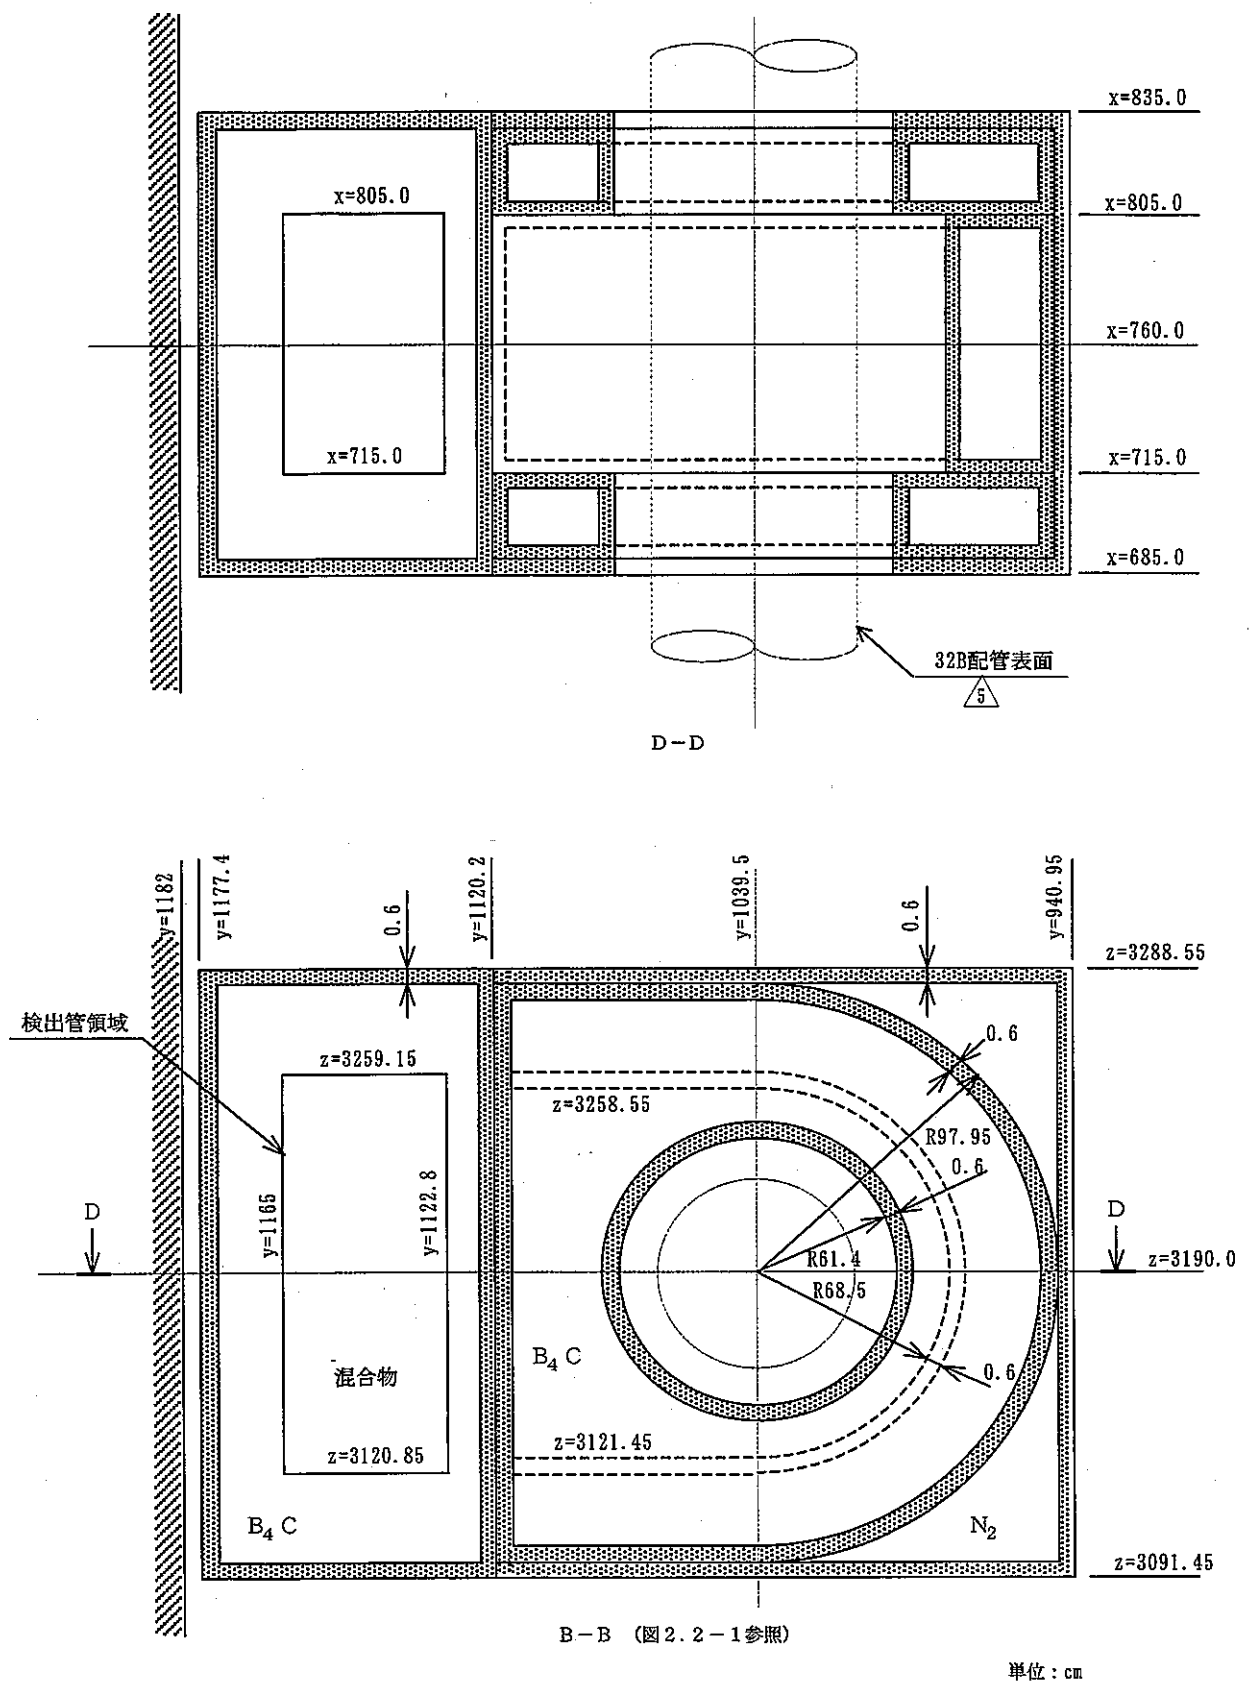 x=835.0
x=805.0
x=805.0
x=760.0
x=715.0
x=715.0
x=685.0
32B配管表面
5
D-D
y=1182
y=1177.4
0.6
y=1120.2
y=1039.5
0.6
y=940.95
z=3288.55
検出管領域
z=3259.15
0.6
z=3258.55
R97.95
0.6
D
y=1165
y=1122.8
D
R61.4
z=3190.0
R68.5
B₄C
0.6
混合物
z=3121.45
z=3120.85
B₄C
N₂
z=3091.45
B-B (図2.2-1参照)
単位:cm